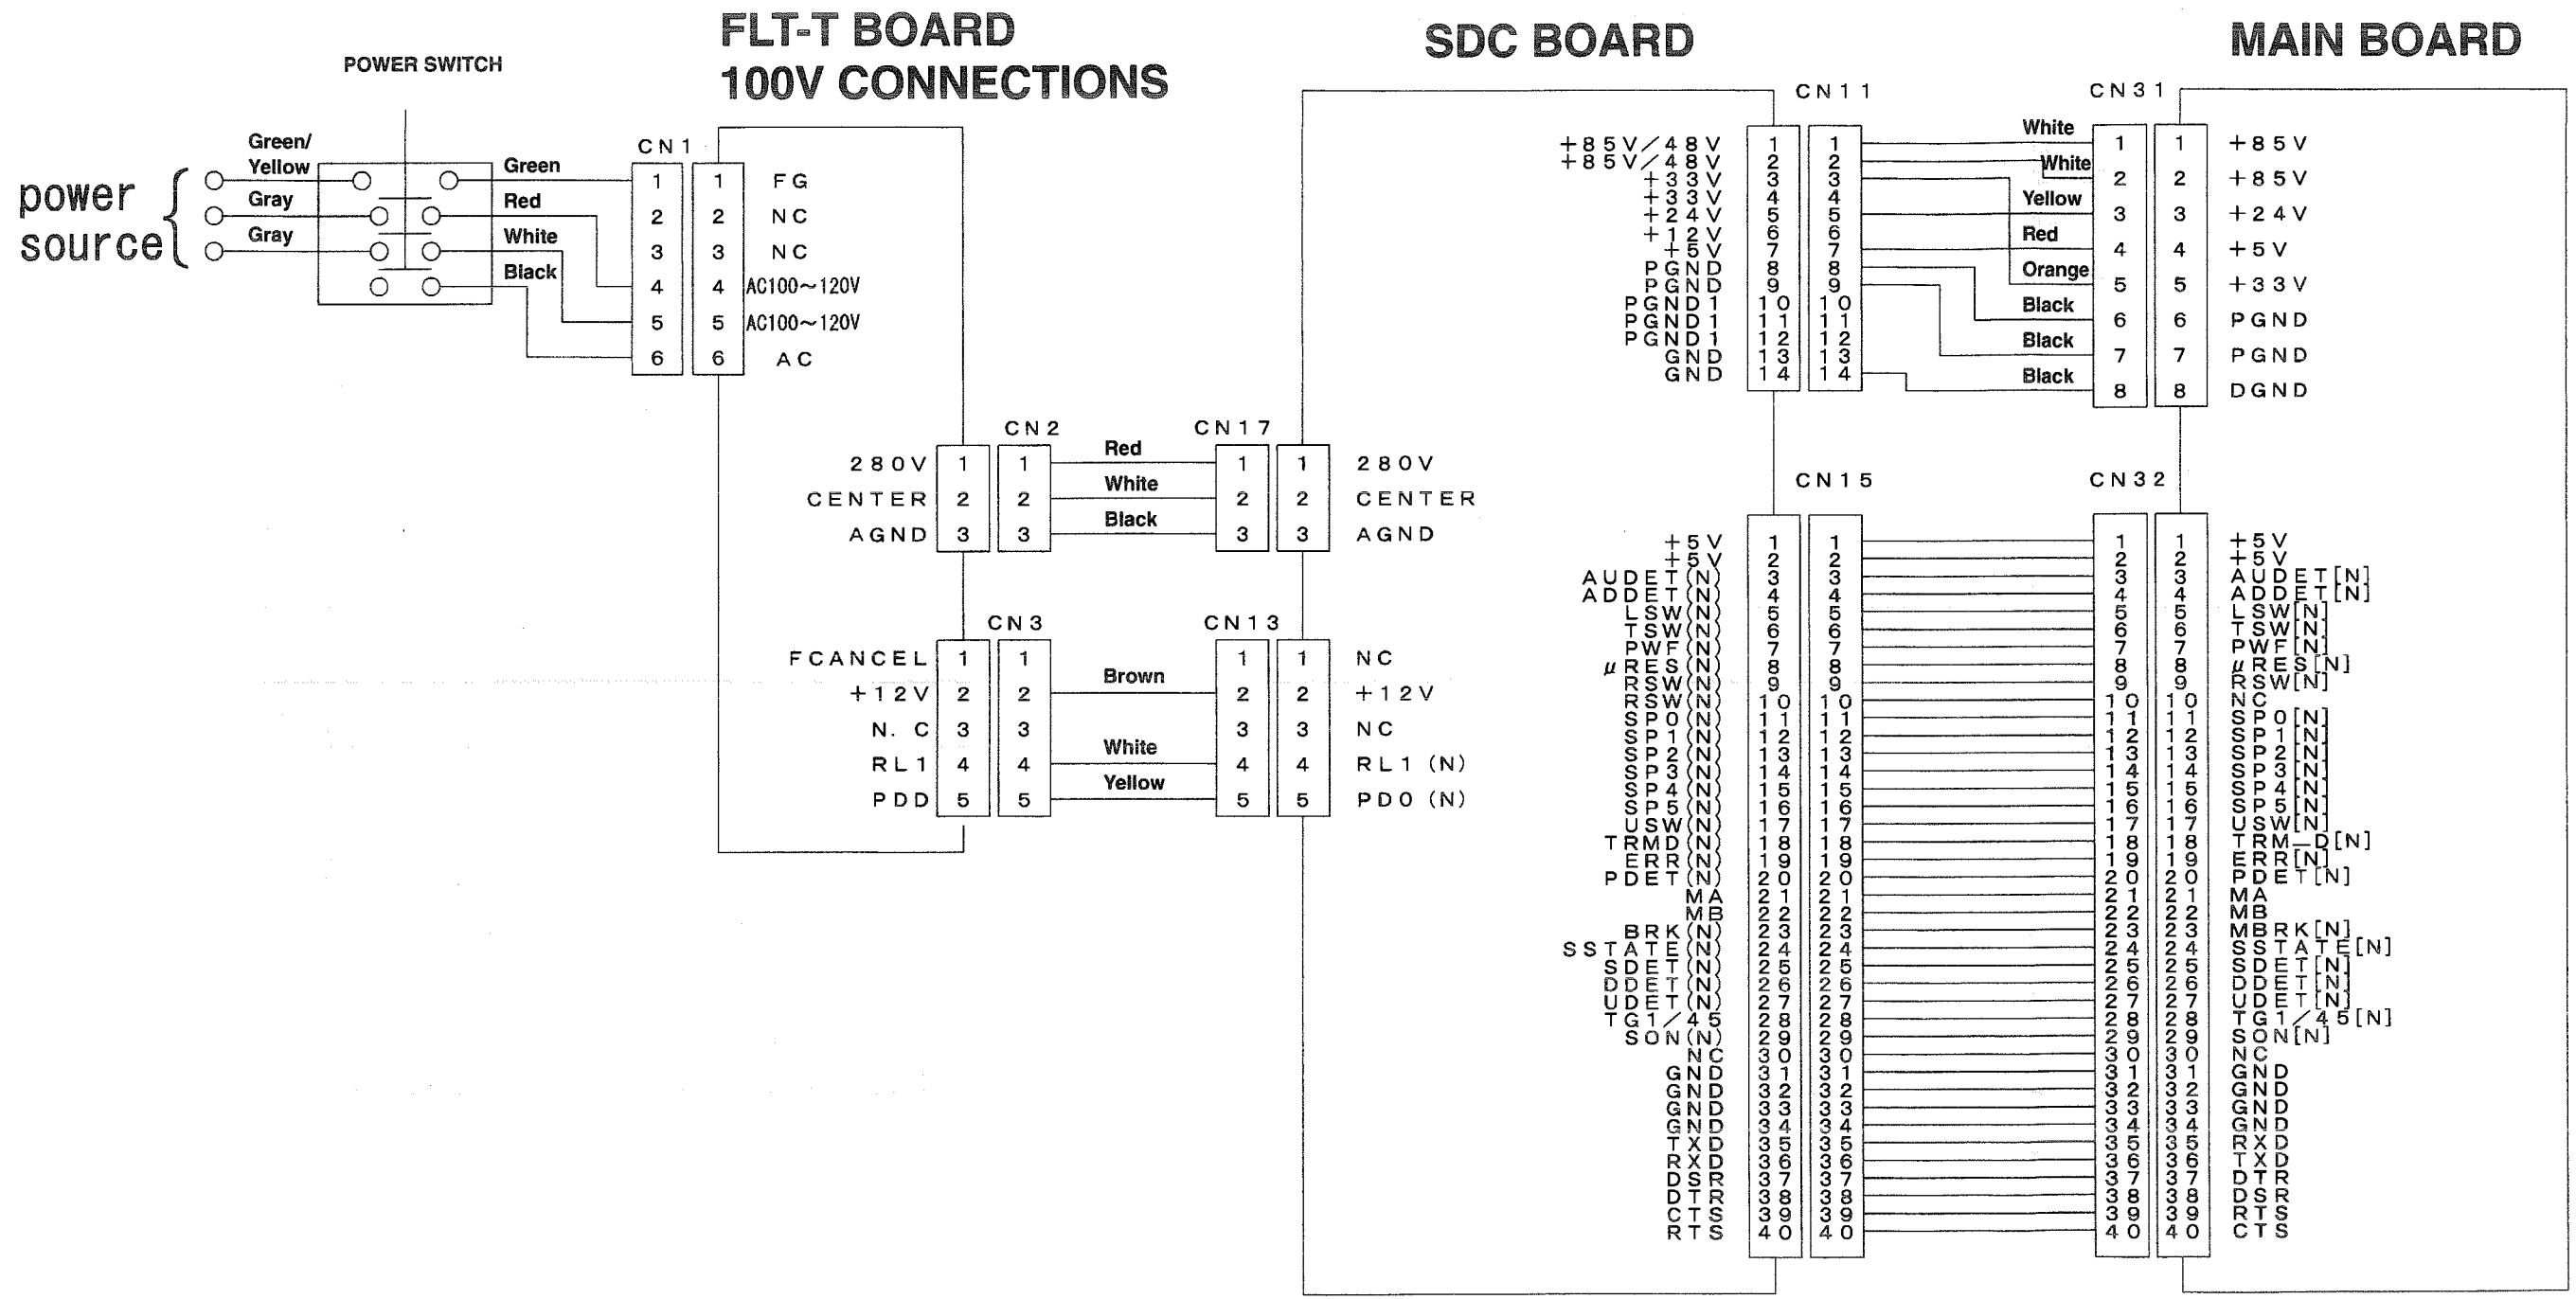 FLT-T BOARD
100V CONNECTIONS
SDC BOARD
MAIN BOARD
POWER SWITCH
power
source
Green/
Yellow
Gray
Gray
Green
Red
White
Black
CN1
1 1 FG
2 2 NC
3 3 NC
4 4 AC100~120V
5 5 AC100~120V
6 6 AC
CN2 CN17
280V 1 1 Red 1 1 280V
CENTER 2 2 White 2 2 CENTER
AGND 3 3 Black 3 3 AGND
CN3 CN13
FCANCEL 1 1 1 1 NC
+12V 2 2 Brown 2 2 +12V
N. C 3 3 3 3 NC
RL1 4 4 White 4 4 RL1 (N)
PDD 5 5 Yellow 5 5 PD0 (N)
CN11
+85V/48V 1 1
+85V/48V 2 2
+33V 3 3
+33V 4 4
+24V 5 5
+12V 6 6
+5V 7 7
PGND 8 8
PGND 9 9
PGND1 10 10
PGND1 11 11
PGND1 12 12
GND 13 13
GND 14 14
CN31
White 1 1 +85V
White 2 2 +85V
Yellow 3 3 +24V
Red 4 4 +5V
Orange 5 5 +33V
Black 6 6 PGND
Black 7 7 PGND
Black 8 8 DGND
CN15 CN32
+5V 1 1 1 1 +5V
+5V 2 2 2 2 +5V
AUDET(N) 3 3 3 3 AUDET[N]
ADDET(N) 4 4 4 4 ADDET[N]
LSW(N) 5 5 5 5 LSW[N]
TSW(N) 6 6 6 6 TSW[N]
PWF(N) 7 7 7 7 PWF[N]
μRES(N) 8 8 8 8 μRES[N]
RSW(N) 9 9 9 9 RSW[N]
RSW(N) 10 10 10 10 NC
SP0(N) 11 11 11 11 SP0[N]
SP1(N) 12 12 12 12 SP1[N]
SP2(N) 13 13 13 13 SP2[N]
SP3(N) 14 14 14 14 SP3[N]
SP4(N) 15 15 15 15 SP4[N]
SP5(N) 16 16 16 16 SP5[N]
USW(N) 17 17 17 17 USW[N]
TRMD(N) 18 18 18 18 TRM_D[N]
ERR(N) 19 19 19 19 ERR[N]
PDET(N) 20 20 20 20 PDET[N]
MA 21 21 21 21 MA
MB 22 22 22 22 MB
BRK(N) 23 23 23 23 MBRK[N]
SSTATE(N) 24 24 24 24 SSTATE[N]
SDET(N) 25 25 25 25 SDET[N]
DDET(N) 26 26 26 26 DDET[N]
UDET(N) 27 27 27 27 UDET[N]
TG1/45 28 28 28 28 TG1/45[N]
SON(N) 29 29 29 29 SON[N]
NC 30 30 30 30 NC
GND 31 31 31 31 GND
GND 32 32 32 32 GND
GND 33 33 33 33 GND
GND 34 34 34 34 GND
TXD 35 35 35 35 RXD
RXD 36 36 36 36 TXD
DSR 37 37 37 37 DTR
DTR 38 38 38 38 DSR
CTS 39 39 39 39 RTS
RTS 40 40 40 40 CTS